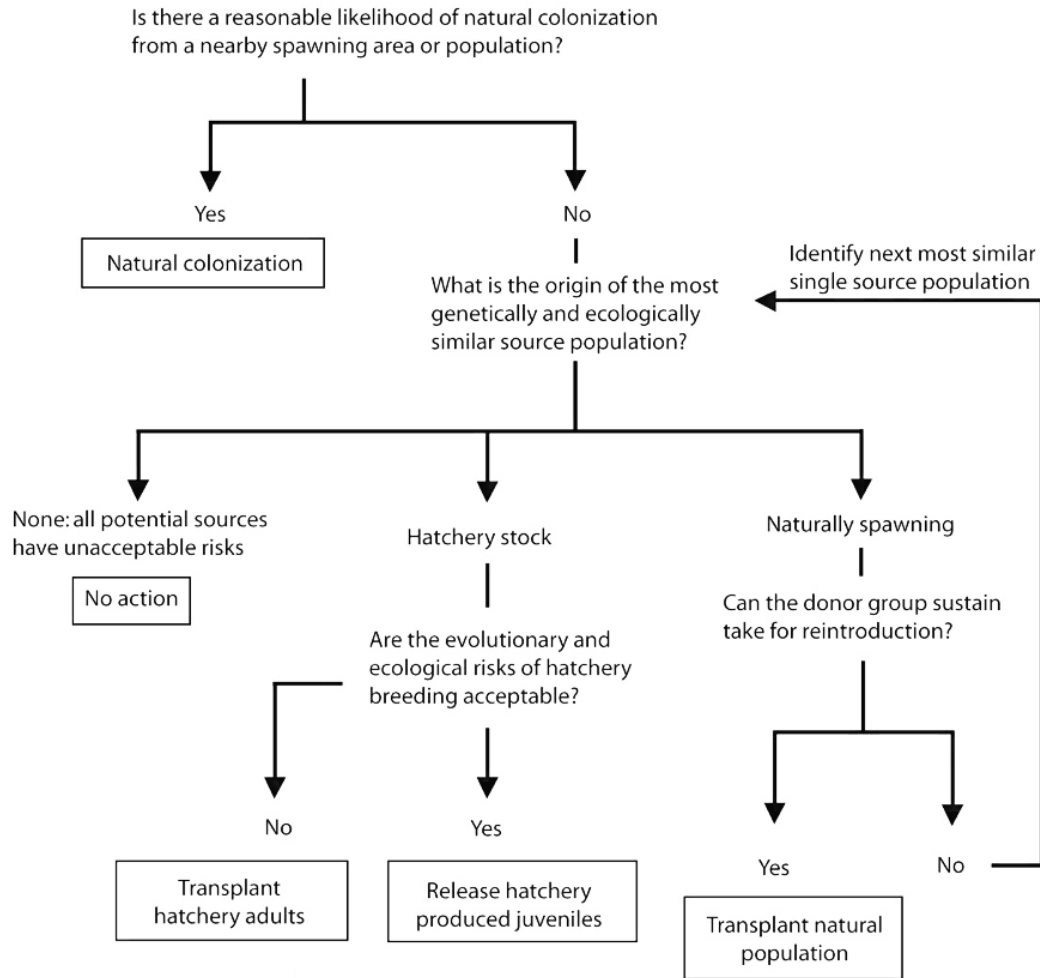 Is there a reasonable likelihood of natural colonization
from a nearby spawning area or population?
Yes
No
Natural colonization
Identify next most similar
single source population
What is the origin of the most
genetically and ecologically
similar source population?
None: all potential sources
have unacceptable risks
No action
Hatchery stock
Naturally spawning
Are the evolutionary and
ecological risks of hatchery
breeding acceptable?
Can the donor group sustain
take for reintroduction?
No
Yes
Transplant
hatchery adults
Release hatchery
produced juveniles
Yes
No
Transplant natural
population